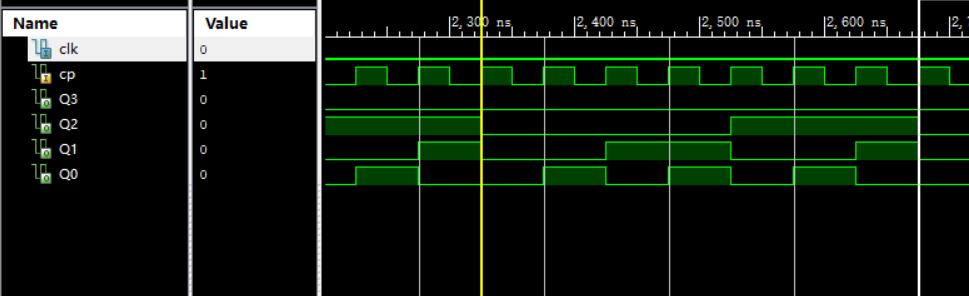 Name Value 2,300 ns 2,400 ns 2,500 ns 2,600 ns 2,
clk 0
cp 1
Q3 0
Q2 0
Q1 0
Q0 0